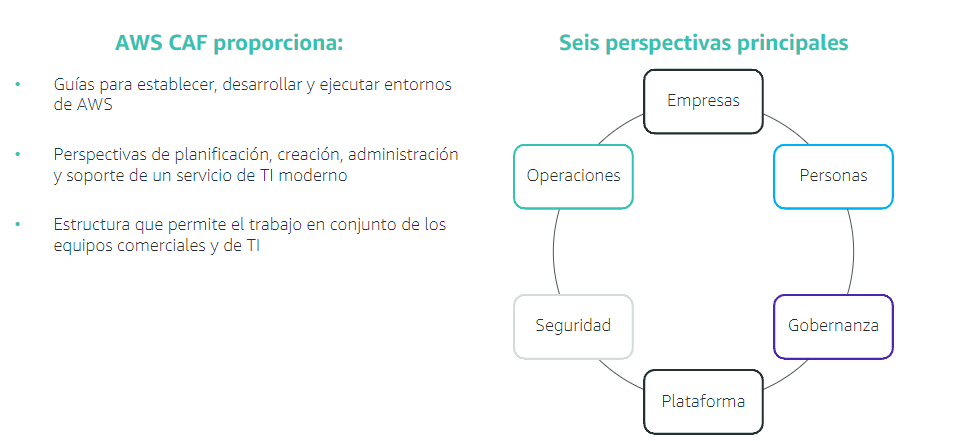 AWS CAF proporciona:
• Guías para establecer, desarrollar y ejecutar entornos
de AWS
• Perspectivas de planificación, creación, administración
y soporte de un servicio de TI moderno
• Estructura que permite el trabajo en conjunto de los
equipos comerciales y de TI
Seis perspectivas principales
Empresas
Operaciones
Personas
Seguridad
Gobernanza
Plataforma